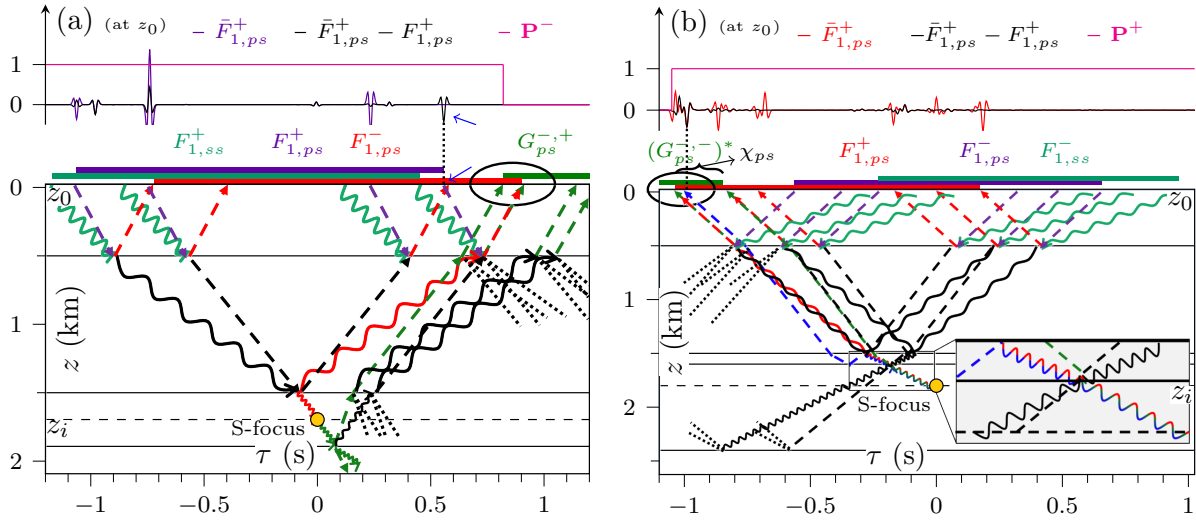 (a) (at z₀) – F̄⁺₁,ₚₛ – F̄⁺₁,ₚₛ – F⁺₁,ₚₛ – P⁻
1
0
F⁺₁,ₛₛ F⁺₁,ₚₛ F⁻₁,ₚₛ G⁻,⁺ₚₛ
0
z₀
1
z (km)
S-focus
zᵢ
τ (s)
2
−1 −0.5 0 0.5 1
(b) (at z₀) – F̄⁺₁,ₚₛ -F̄⁺₁,ₚₛ – F⁺₁,ₚₛ – P⁺
1
0
(G⁻,⁻ₚₛ)* χₚₛ F⁺₁,ₚₛ F⁻₁,ₚₛ F⁻₁,ₛₛ
0
z₀
1
z (km)
zᵢ
S-focus
2
τ (s)
−1 −0.5 0 0.5 1